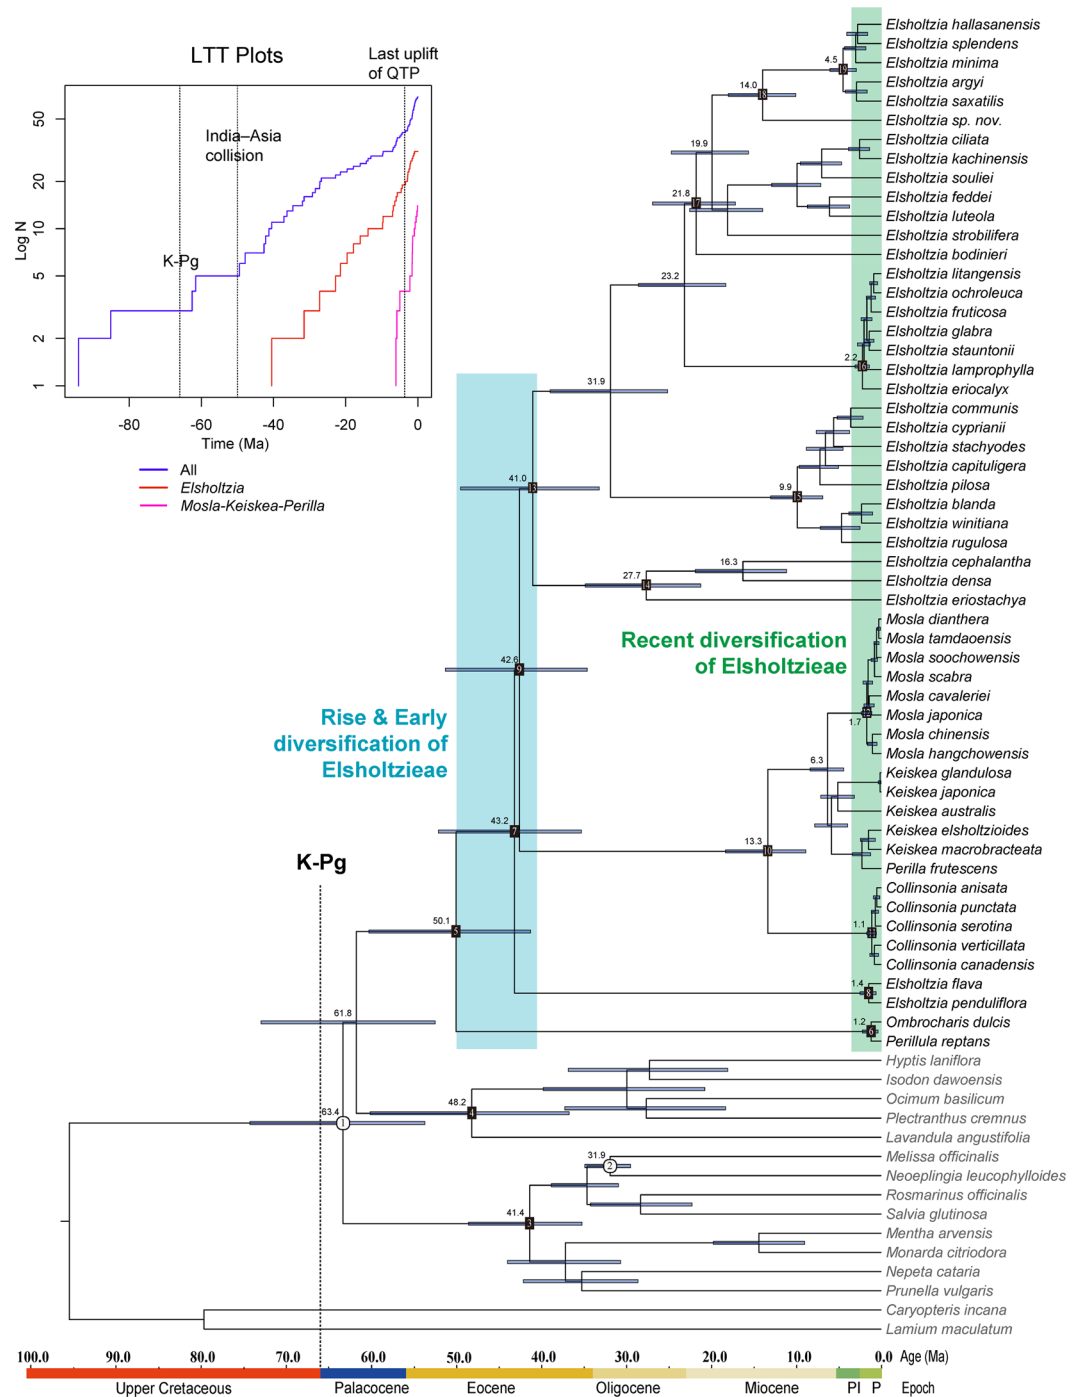 LTT Plots
Last uplift
of QTP
India–Asia
collision
K-Pg
Log N
50
20
10
5
2
1
-80
-60
-40
-20
0
Time (Ma)
All
Elsholtzia
Mosla-Keiskea-Perilla
Elsholtzia hallasanensis
Elsholtzia splendens
Elsholtzia minima
Elsholtzia argyi
Elsholtzia saxatilis
Elsholtzia sp. nov.
Elsholtzia ciliata
Elsholtzia kachinensis
Elsholtzia souliei
Elsholtzia feddei
Elsholtzia luteola
Elsholtzia strobilifera
Elsholtzia bodinieri
Elsholtzia litangensis
Elsholtzia ochroleuca
Elsholtzia fruticosa
Elsholtzia glabra
Elsholtzia stauntonii
Elsholtzia lamprophylla
Elsholtzia eriocalyx
Elsholtzia communis
Elsholtzia cyprianii
Elsholtzia stachyodes
Elsholtzia capituligera
Elsholtzia pilosa
Elsholtzia blanda
Elsholtzia winitiana
Elsholtzia rugulosa
Elsholtzia cephalantha
Elsholtzia densa
Elsholtzia eriostachya
Mosla dianthera
Mosla tamdaoensis
Mosla soochowensis
Mosla scabra
Mosla cavaleriei
Mosla japonica
Mosla chinensis
Mosla hangchowensis
Keiskea glandulosa
Keiskea japonica
Keiskea australis
Keiskea elsholtzioides
Keiskea macrobracteata
Perilla frutescens
Collinsonia anisata
Collinsonia punctata
Collinsonia serotina
Collinsonia verticillata
Collinsonia canadensis
Elsholtzia flava
Elsholtzia penduliflora
Ombrocharis dulcis
Perillula reptans
Hyptis laniflora
Isodon dawoensis
Ocimum basilicum
Plectranthus cremnus
Lavandula angustifolia
Melissa officinalis
Neoeplingia leucophylloides
Rosmarinus officinalis
Salvia glutinosa
Mentha arvensis
Monarda citriodora
Nepeta cataria
Prunella vulgaris
Caryopteris incana
Lamium maculatum
4.5
14.0
19.9
21.8
23.2
2.2
31.9
9.9
41.0
16.3
27.7
42.6
1.7
6.3
43.2
13.3
50.1
1.1
1.4
1.2
61.8
63.4
1
48.2
4
31.9
2
41.4
3
5
7
9
10
Recent diversification
of Elsholtzieae
Rise & Early
diversification of
Elsholtzieae
K-Pg
100.0 90.0 80.0 70.0 60.0 50.0 40.0 30.0 20.0 10.0 0.0 Age (Ma)
Upper Cretaceous Palacocene Eocene Oligocene Miocene Pl P Epoch